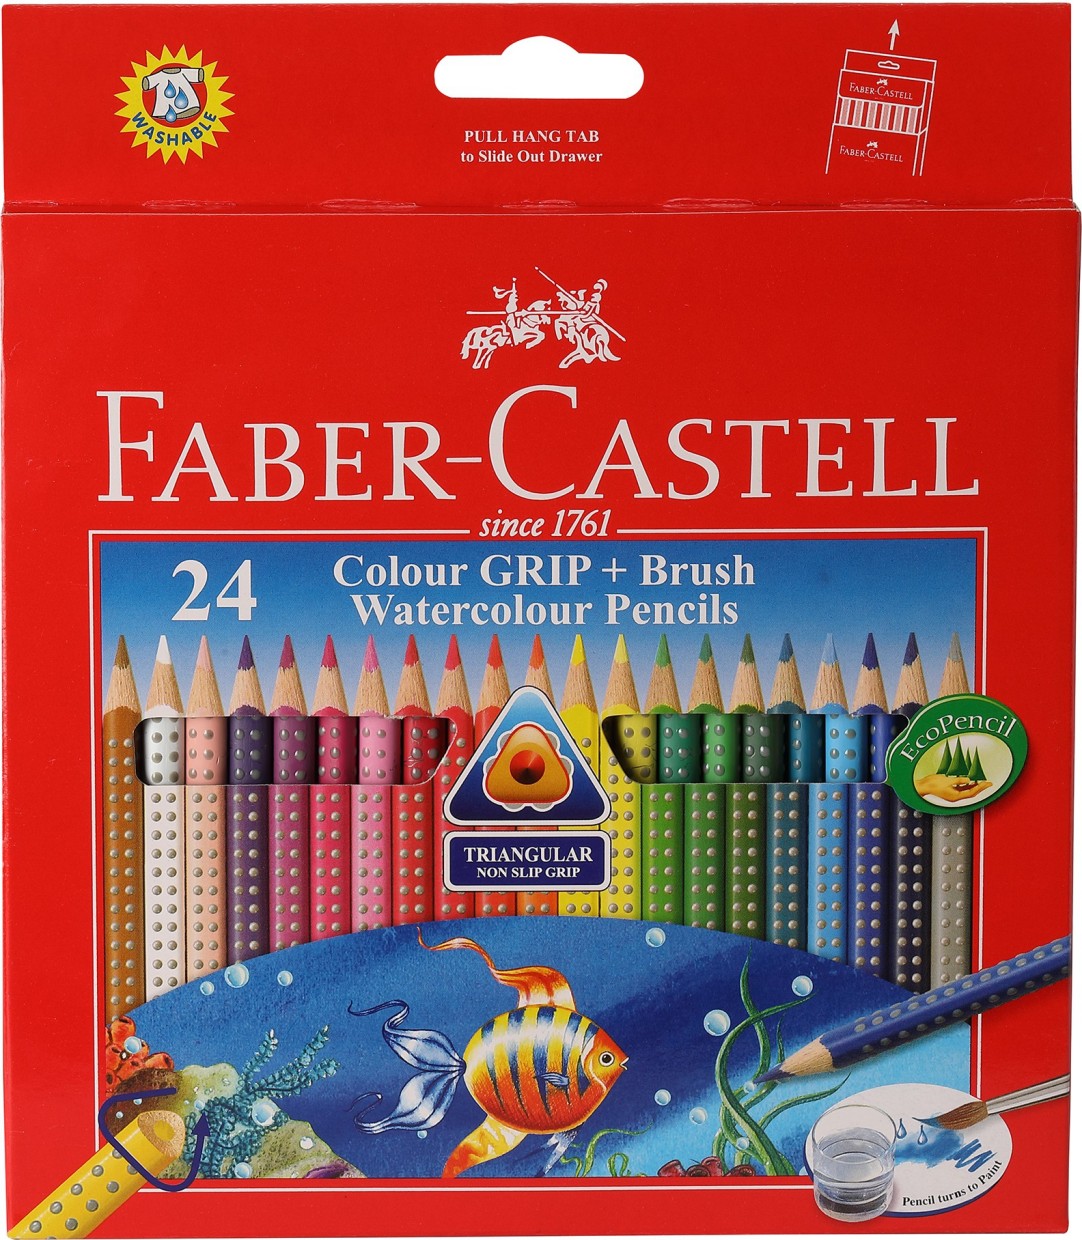 WASHABLE
PULL HANG TAB
to Slide Out Drawer
FABER-CASTELL
FABER-CASTELL
FABER-CASTELL
since 1761
24
Colour GRIP + Brush
Watercolour Pencils
EcoPencil
TRIANGULAR
NON SLIP GRIP
Pencil turns to Paint